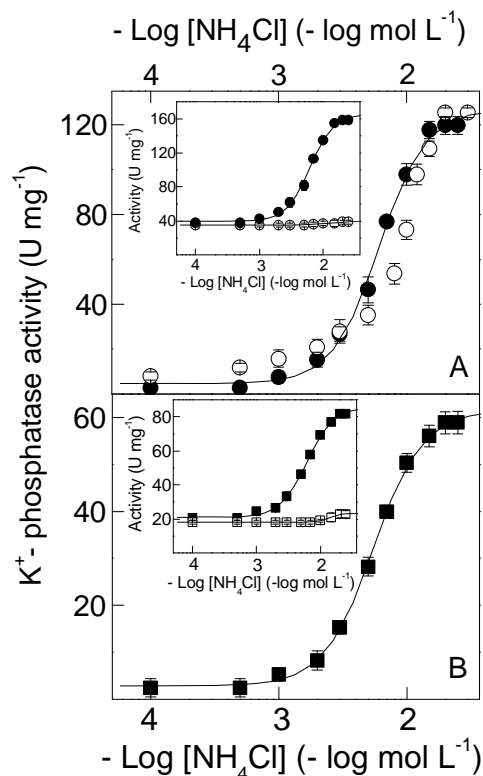 - Log [NH4Cl] (- log mol L-1)
4 3 2
120
80
40
K+- phosphatase activity (U mg-1)
160
120
80
40
Activity (U mg-1)
4 3 2
- Log [NH4Cl] (-log mol L-1)
A
60
40
20
80
60
40
20
Activity (U mg-1)
4 3 2
- Log [NH4Cl] (-log mol L-1)
B
4 3 2
- Log [NH4Cl] (- log mol L-1)